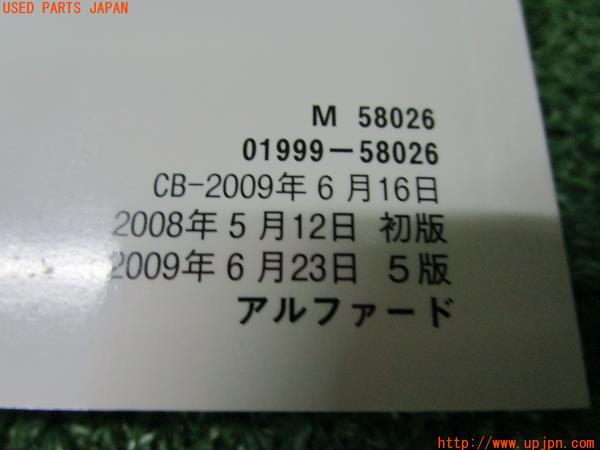 USED PARTS JAPAN
M 58026
01999-58026
CB-2009年 6 月16日
2008年 5 月12日 初版
2009年 6 月23日 5版
アルファード
http://www.upjpn.com/